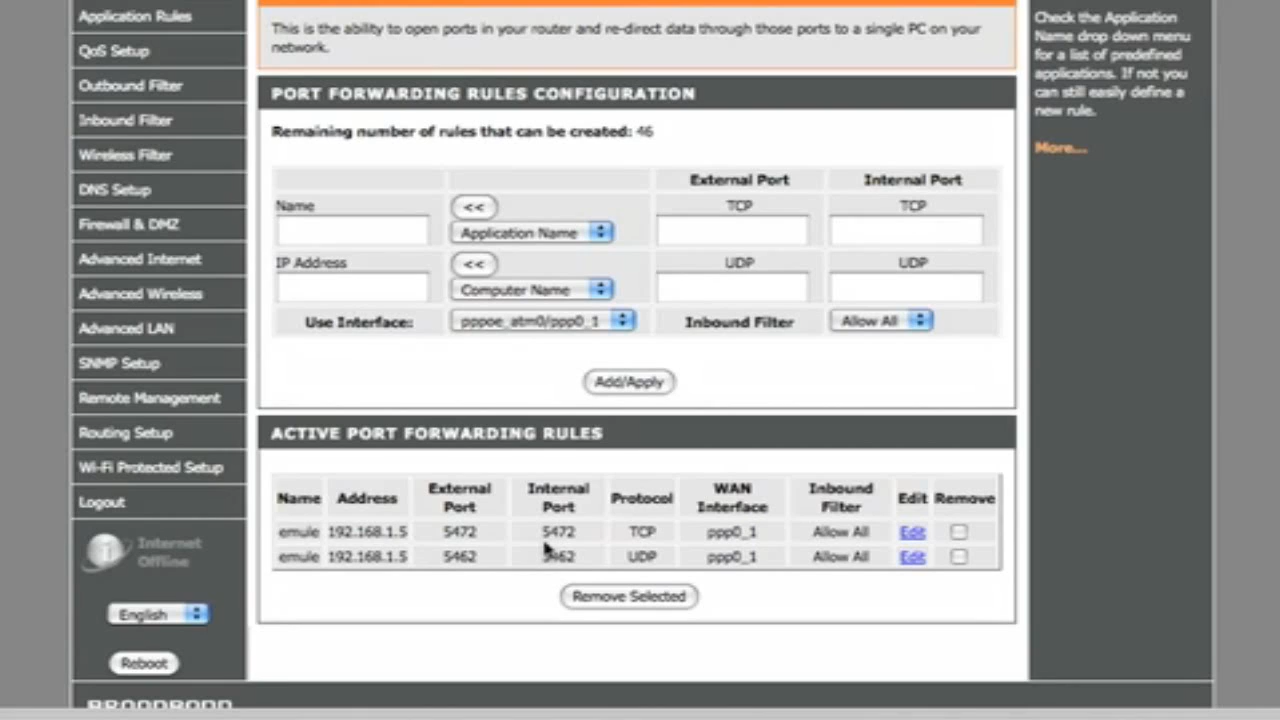 Application Rules
QoS Setup
Outbound Filter
Inbound Filter
Wireless Filter
DNS Setup
Firewall & DMZ
Advanced Internet
Advanced Wireless
Advanced LAN
SNMP Setup
Remote Management
Routing Setup
Wi-Fi Protected Setup
Logout
Internet
Offline
English
Reboot
This is the ability to open ports in your router and re-direct data through those ports to a single PC on your
network.
PORT FORWARDING RULES CONFIGURATION
Remaining number of rules that can be created: 46
External Port Internal Port
Name << TCP TCP
Application Name
IP Address << UDP UDP
Computer Name
Use Interface: pppoe_atm0/ppp0_1 Inbound Filter Allow All
Add/Apply
ACTIVE PORT FORWARDING RULES
Name Address External Port Internal Port Protocol WAN Interface Inbound Filter Edit Remove
emule 192.168.1.5 5472 5472 TCP ppp0_1 Allow All Edit
emule 192.168.1.5 5462 5462 UDP ppp0_1 Allow All Edit
Remove Selected
Check the Application
Name drop down menu
for a list of predefined
applications. If not you
can still easily define a
new rule.
More...
BROADBAND